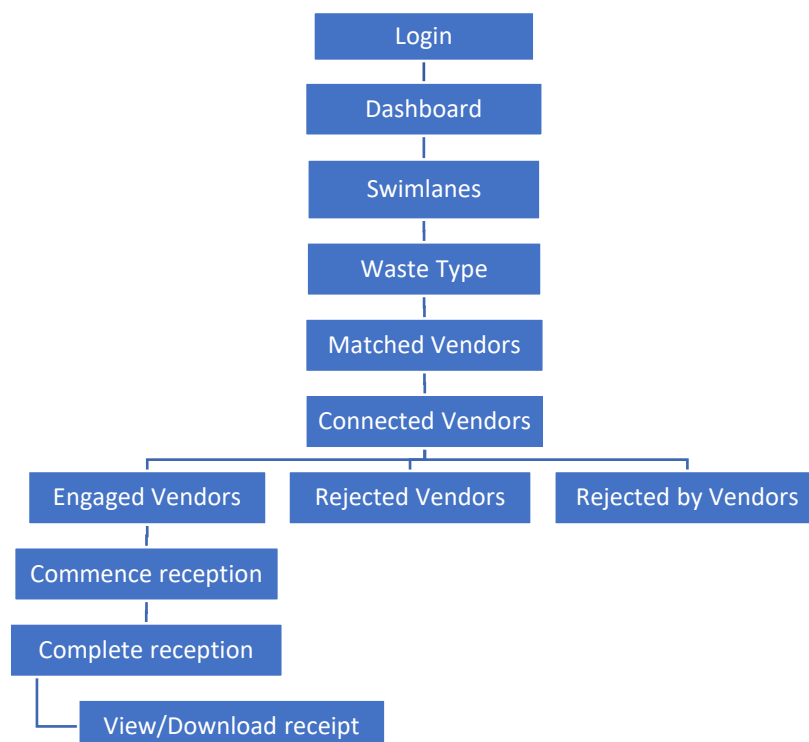 Login
Dashboard
Swimlanes
Waste Type
Matched Vendors
Connected Vendors
Engaged Vendors
Rejected Vendors
Rejected by Vendors
Commence reception
Complete reception
View/Download receipt